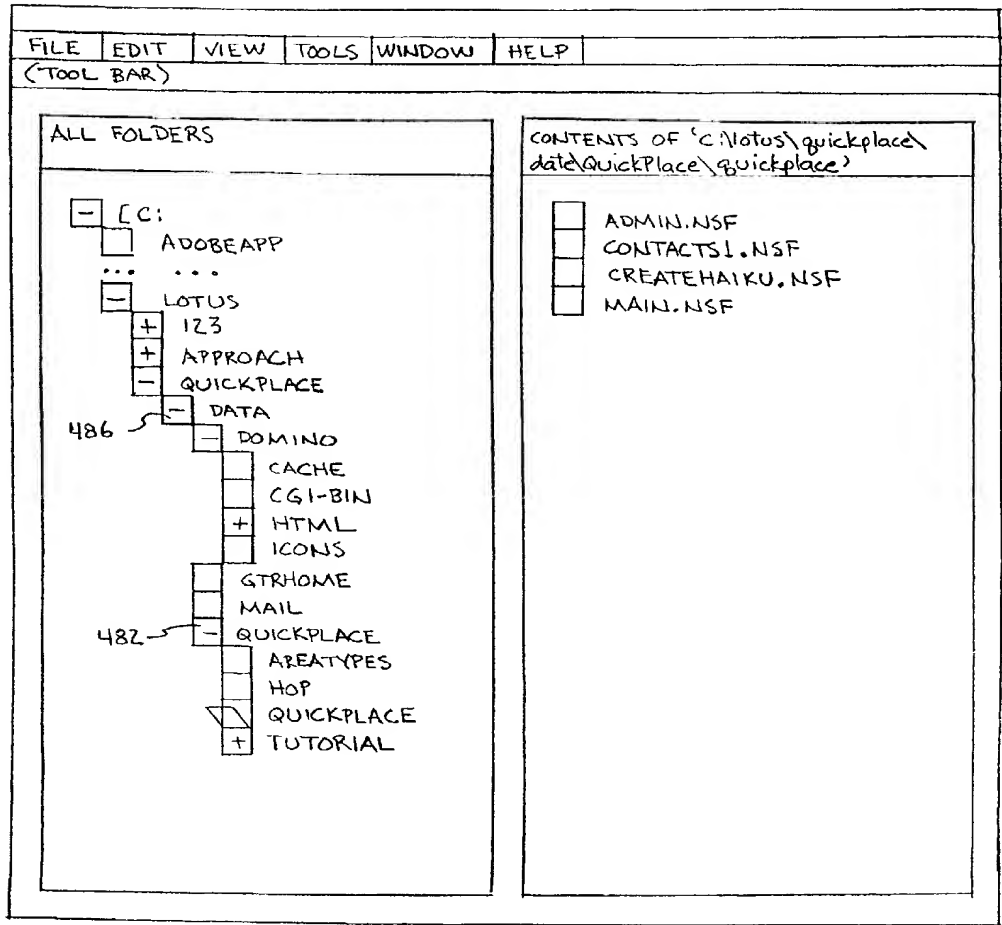 FILE EDIT VIEW TOOLS WINDOW HELP
(TOOL BAR)
ALL FOLDERS
[C:
ADOBEAPP
... ...
LOTUS
123
APPROACH
QUICKPLACE
DATA
486
DOMINO
CACHE
CGI-BIN
HTML
ICONS
GTRHOME
MAIL
482
QUICKPLACE
AREATYPES
HOP
QUICKPLACE
TUTORIAL
CONTENTS OF 'C:\lotus\quickplace\
date\QuickPlace\quickplace'
ADMIN.NSF
CONTACTS1.NSF
CREATEHAIKU.NSF
MAIN.NSF